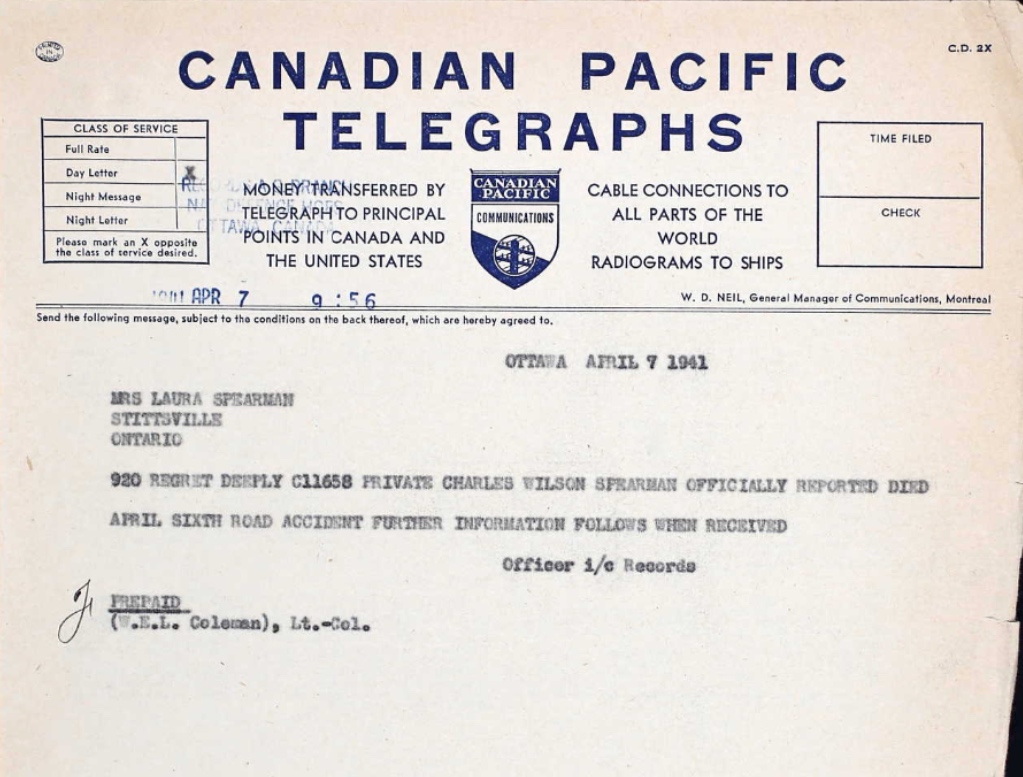 C.D. 2X
CANADIAN PACIFIC
TELEGRAPHS
CLASS OF SERVICE
Full Rate
Day Letter X
Night Message
Night Letter
Please mark an X opposite
the class of service desired.
NAT DEFENCE HQRS
OTTAWA, CANADA
MONEY TRANSFERRED BY
TELEGRAPH TO PRINCIPAL
POINTS IN CANADA AND
THE UNITED STATES
CANADIAN
PACIFIC
COMMUNICATIONS
CABLE CONNECTIONS TO
ALL PARTS OF THE
WORLD
RADIOGRAMS TO SHIPS
TIME FILED
CHECK
APR 7 9:56
W. D. NEIL, General Manager of Communications, Montreal
Send the following message, subject to the conditions on the back thereof, which are hereby agreed to.
OTTAWA APRIL 7 1941
MRS LAURA SPEARMAN
STITTSVILLE
ONTARIO
920 REGRET DEEPLY C11658 PRIVATE CHARLES WILSON SPEARMAN OFFICIALLY REPORTED DIED
APRIL SIXTH ROAD ACCIDENT FURTHER INFORMATION FOLLOWS WHEN RECEIVED
Officer i/c Records
PREPAID
(W.E.L. Coleman), Lt.-Col.